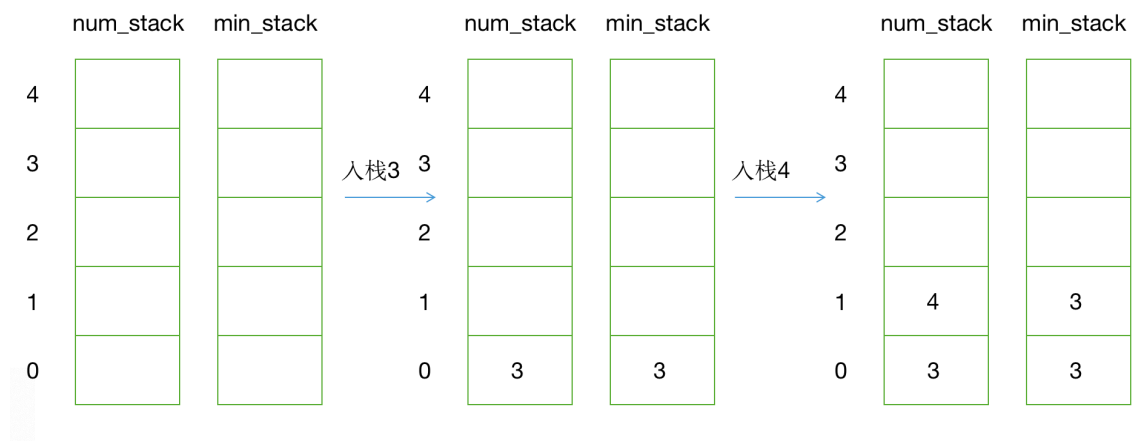 num_stack min_stack num_stack min_stack num_stack min_stack
4 4 4
入栈3 入栈4
3 3 3
2 2 2
1 1 4 3 1
0 0 3 3 0 3 3